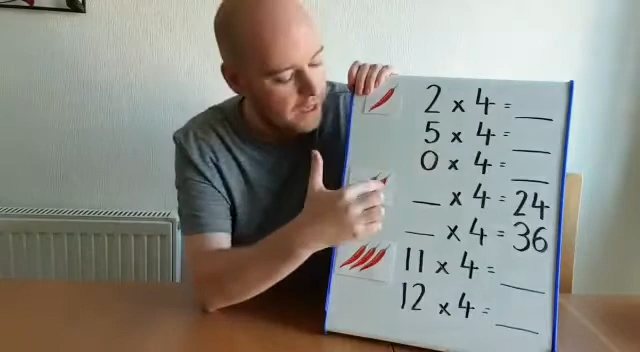 2 x 4 = ___
5 x 4 = ___
0 x 4 = ___
___ x 4 = 24
___ x 4 = 36
11 x 4 = ___
12 x 4 = ___